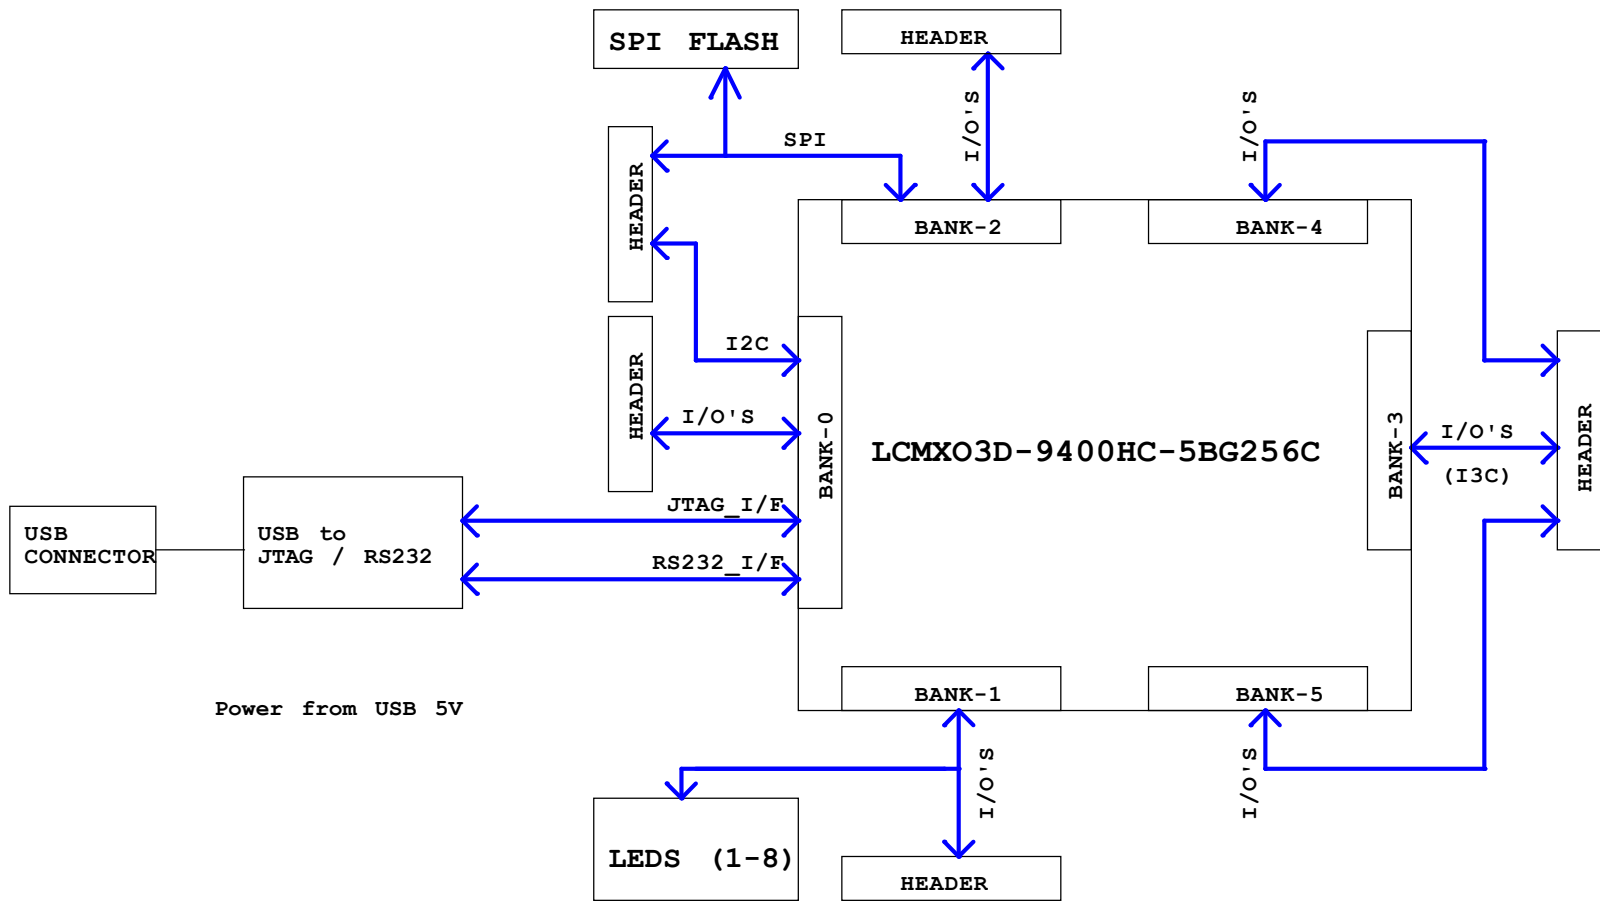 SPI FLASH
HEADER
I/O'S
I/O'S
SPI
HEADER
BANK-2
BANK-4
I2C
HEADER
I/O'S
BANK-0
LCMXO3D-9400HC-5BG256C
BANK-3
I/O'S
(I3C)
HEADER
JTAG_I/F
USB
CONNECTOR
USB to
JTAG / RS232
RS232_I/F
BANK-1
BANK-5
Power from USB 5V
I/O'S
I/O'S
LEDS (1-8)
HEADER